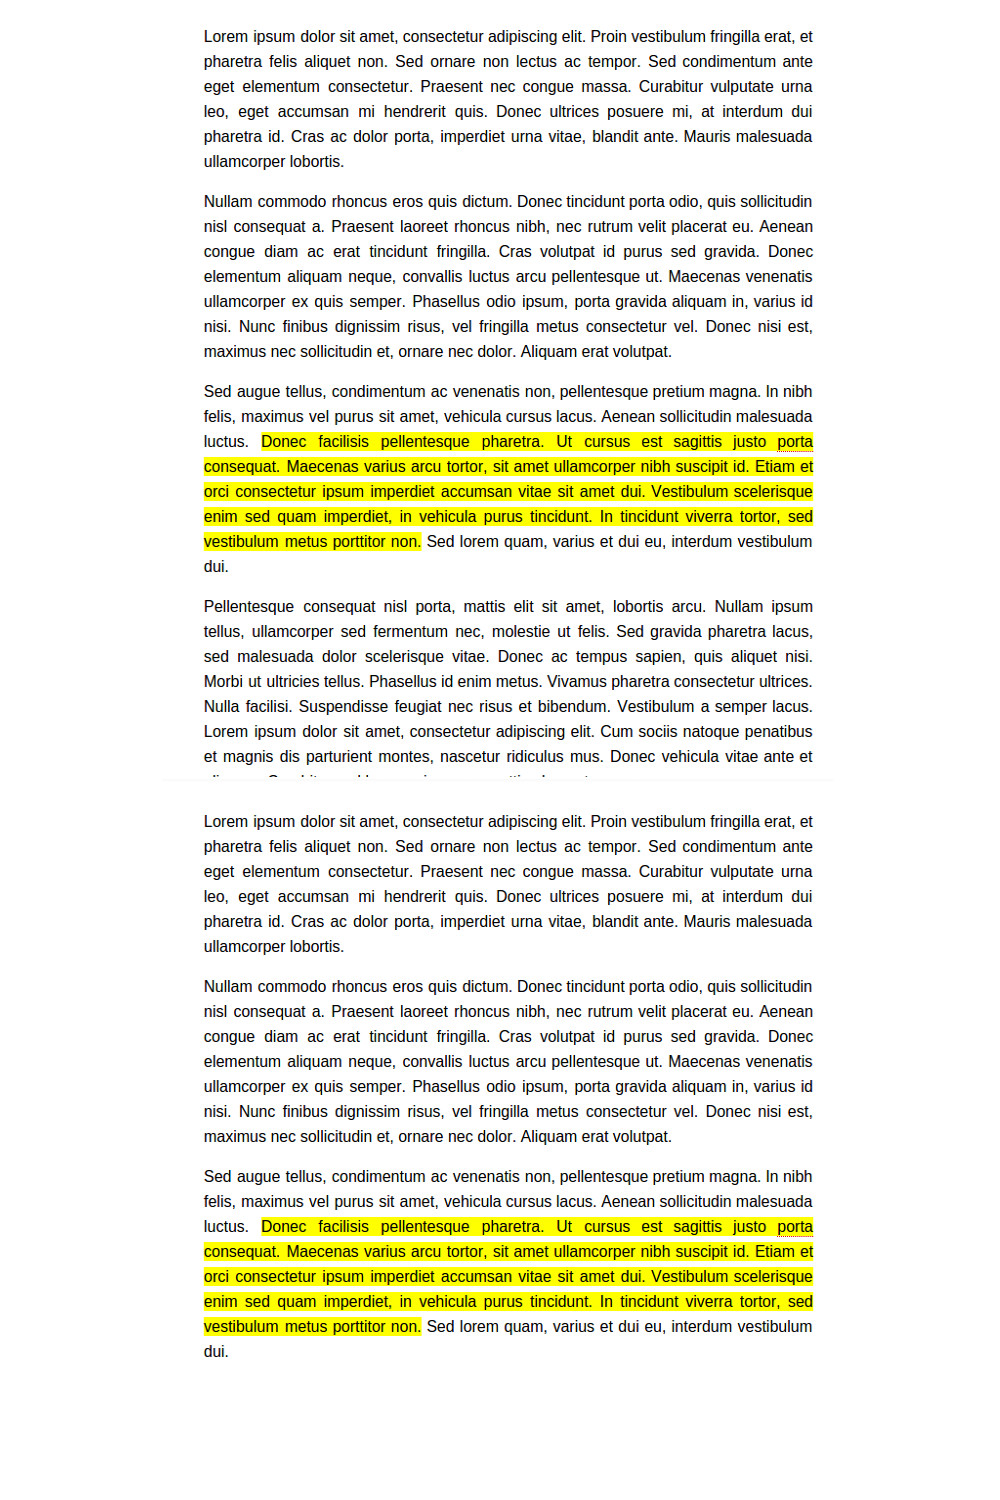 Lorem ipsum dolor sit amet, consectetur adipiscing elit. Proin vestibulum fringilla erat, et
pharetra felis aliquet non. Sed ornare non lectus ac tempor. Sed condimentum ante
eget elementum consectetur. Praesent nec congue massa. Curabitur vulputate urna
leo, eget accumsan mi hendrerit quis. Donec ultrices posuere mi, at interdum dui
pharetra id. Cras ac dolor porta, imperdiet urna vitae, blandit ante. Mauris malesuada
ullamcorper lobortis.
Nullam commodo rhoncus eros quis dictum. Donec tincidunt porta odio, quis sollicitudin
nisl consequat a. Praesent laoreet rhoncus nibh, nec rutrum velit placerat eu. Aenean
congue diam ac erat tincidunt fringilla. Cras volutpat id purus sed gravida. Donec
elementum aliquam neque, convallis luctus arcu pellentesque ut. Maecenas venenatis
ullamcorper ex quis semper. Phasellus odio ipsum, porta gravida aliquam in, varius id
nisi. Nunc finibus dignissim risus, vel fringilla metus consectetur vel. Donec nisi est,
maximus nec sollicitudin et, ornare nec dolor. Aliquam erat volutpat.
Sed augue tellus, condimentum ac venenatis non, pellentesque pretium magna. In nibh
felis, maximus vel purus sit amet, vehicula cursus lacus. Aenean sollicitudin malesuada
luctus. Donec facilisis pellentesque pharetra. Ut cursus est sagittis justo porta
consequat. Maecenas varius arcu tortor, sit amet ullamcorper nibh suscipit id. Etiam et
orci consectetur ipsum imperdiet accumsan vitae sit amet dui. Vestibulum scelerisque
enim sed quam imperdiet, in vehicula purus tincidunt. In tincidunt viverra tortor, sed
vestibulum metus porttitor non. Sed lorem quam, varius et dui eu, interdum vestibulum
dui.
Pellentesque consequat nisl porta, mattis elit sit amet, lobortis arcu. Nullam ipsum
tellus, ullamcorper sed fermentum nec, molestie ut felis. Sed gravida pharetra lacus,
sed malesuada dolor scelerisque vitae. Donec ac tempus sapien, quis aliquet nisi.
Morbi ut ultricies tellus. Phasellus id enim metus. Vivamus pharetra consectetur ultrices.
Nulla facilisi. Suspendisse feugiat nec risus et bibendum. Vestibulum a semper lacus.
Lorem ipsum dolor sit amet, consectetur adipiscing elit. Cum sociis natoque penatibus
et magnis dis parturient montes, nascetur ridiculus mus. Donec vehicula vitae ante et
Lorem ipsum dolor sit amet, consectetur adipiscing elit. Proin vestibulum fringilla erat, et
pharetra felis aliquet non. Sed ornare non lectus ac tempor. Sed condimentum ante
eget elementum consectetur. Praesent nec congue massa. Curabitur vulputate urna
leo, eget accumsan mi hendrerit quis. Donec ultrices posuere mi, at interdum dui
pharetra id. Cras ac dolor porta, imperdiet urna vitae, blandit ante. Mauris malesuada
ullamcorper lobortis.
Nullam commodo rhoncus eros quis dictum. Donec tincidunt porta odio, quis sollicitudin
nisl consequat a. Praesent laoreet rhoncus nibh, nec rutrum velit placerat eu. Aenean
congue diam ac erat tincidunt fringilla. Cras volutpat id purus sed gravida. Donec
elementum aliquam neque, convallis luctus arcu pellentesque ut. Maecenas venenatis
ullamcorper ex quis semper. Phasellus odio ipsum, porta gravida aliquam in, varius id
nisi. Nunc finibus dignissim risus, vel fringilla metus consectetur vel. Donec nisi est,
maximus nec sollicitudin et, ornare nec dolor. Aliquam erat volutpat.
Sed augue tellus, condimentum ac venenatis non, pellentesque pretium magna. In nibh
felis, maximus vel purus sit amet, vehicula cursus lacus. Aenean sollicitudin malesuada
luctus. Donec facilisis pellentesque pharetra. Ut cursus est sagittis justo porta
consequat. Maecenas varius arcu tortor, sit amet ullamcorper nibh suscipit id. Etiam et
orci consectetur ipsum imperdiet accumsan vitae sit amet dui. Vestibulum scelerisque
enim sed quam imperdiet, in vehicula purus tincidunt. In tincidunt viverra tortor, sed
vestibulum metus porttitor non. Sed lorem quam, varius et dui eu, interdum vestibulum
dui.